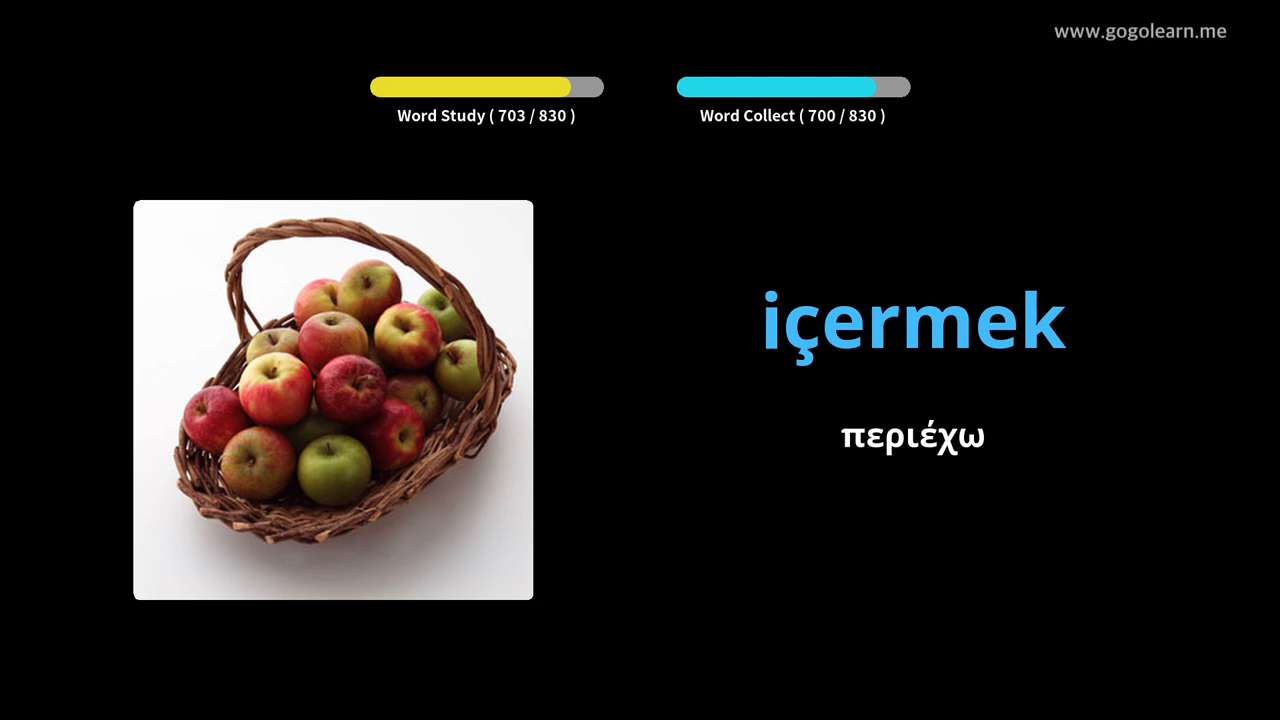 www.gogolearn.me
Word Study ( 703 / 830 )
Word Collect ( 700 / 830 )
içermek
περιέχω